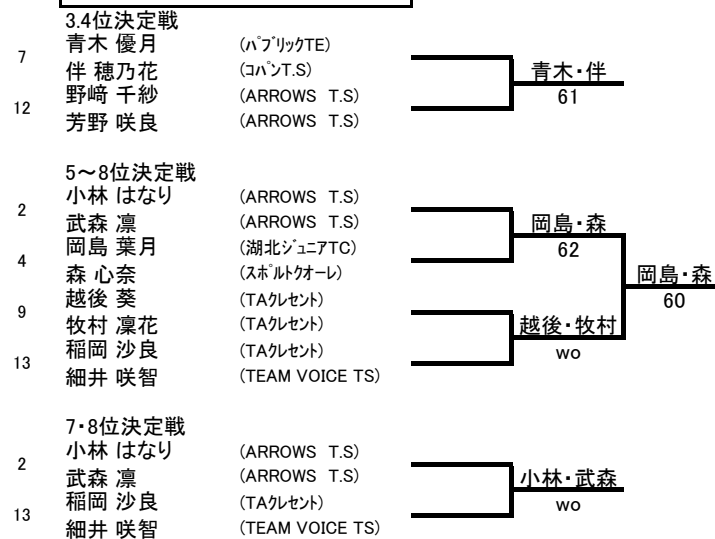 3.4位決定戦
7
青木 優月 (ﾊﾟﾌﾞﾘｯｸTE)
伴 穂乃花 (ｺﾊﾟﾝT.S)
12
野﨑 千紗 (ARROWS T.S)
芳野 咲良 (ARROWS T.S)
青木・伴
61
5～8位決定戦
2
小林 はなり (ARROWS T.S)
武森 凛 (ARROWS T.S)
4
岡島 葉月 (湖北ｼﾞｭﾆｱTC)
森 心奈 (ｽﾎﾟﾙﾄｸｵｰﾚ)
9
越後 葵 (TAｸﾚｾﾝﾄ)
牧村 凜花 (TAｸﾚｾﾝﾄ)
13
稲岡 沙良 (TAｸﾚｾﾝﾄ)
細井 咲智 (TEAM VOICE TS)
岡島・森
62
越後・牧村
wo
岡島・森
60
7・8位決定戦
2
小林 はなり (ARROWS T.S)
武森 凛 (ARROWS T.S)
13
稲岡 沙良 (TAｸﾚｾﾝﾄ)
細井 咲智 (TEAM VOICE TS)
小林・武森
wo